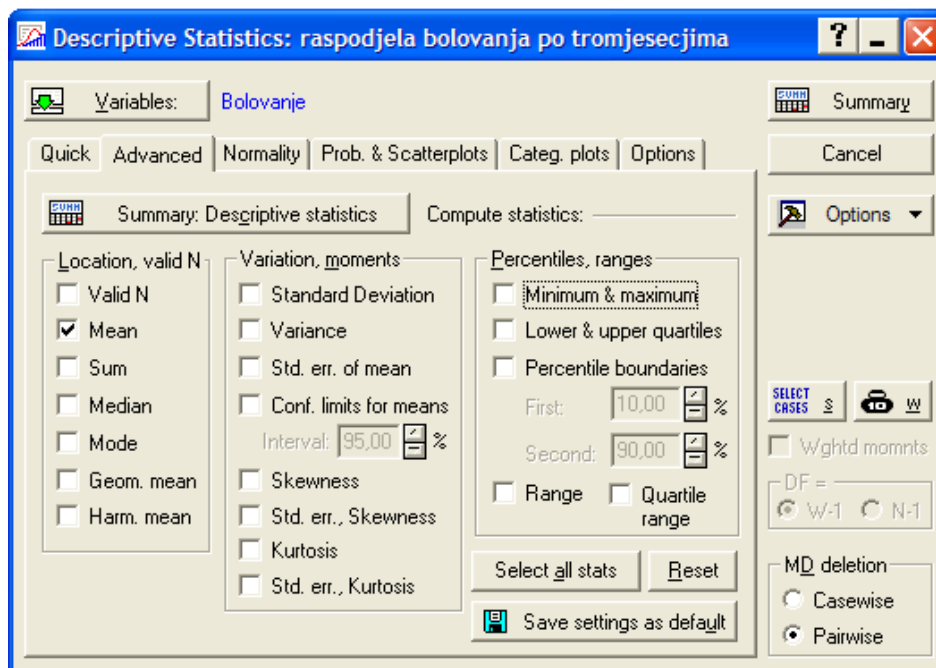 Descriptive Statistics: raspodjela bolovanja po tromjesecjima
Variables: Bolovanje
Summary
Quick Advanced Normality Prob. & Scatterplots Categ. plots Options
Cancel
Summary: Descriptive statistics Compute statistics:
Options
Location, valid N
Valid N
Mean
Sum
Median
Mode
Geom. mean
Harm. mean
Variation, moments
Standard Deviation
Variance
Std. err. of mean
Conf. limits for means
Interval: 95,00 %
Skewness
Std. err., Skewness
Kurtosis
Std. err., Kurtosis
Percentiles, ranges
Minimum & maximum
Lower & upper quartiles
Percentile boundaries
First: 10,00 %
Second: 90,00 %
Range Quartile
range
Select all stats Reset
Save settings as default
SELECT
CASES S W
Wghtd momnts
DF =
W-1 N-1
MD deletion
Casewise
Pairwise